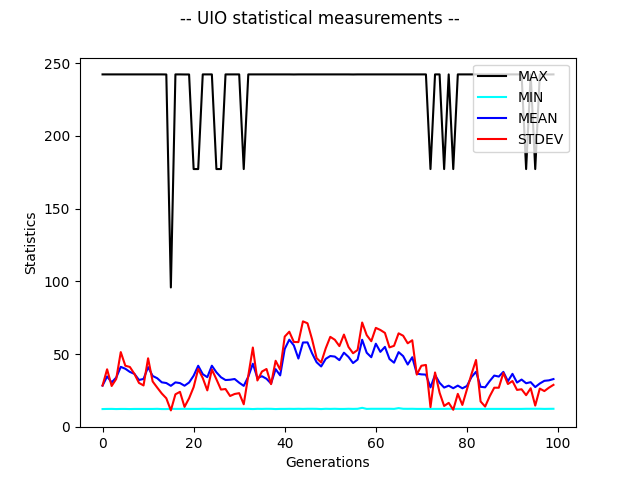 -- UIO statistical measurements --
250
200
150
100
50
0
Statistics
MAX
MIN
MEAN
STDEV
0 20 40 60 80 100
Generations